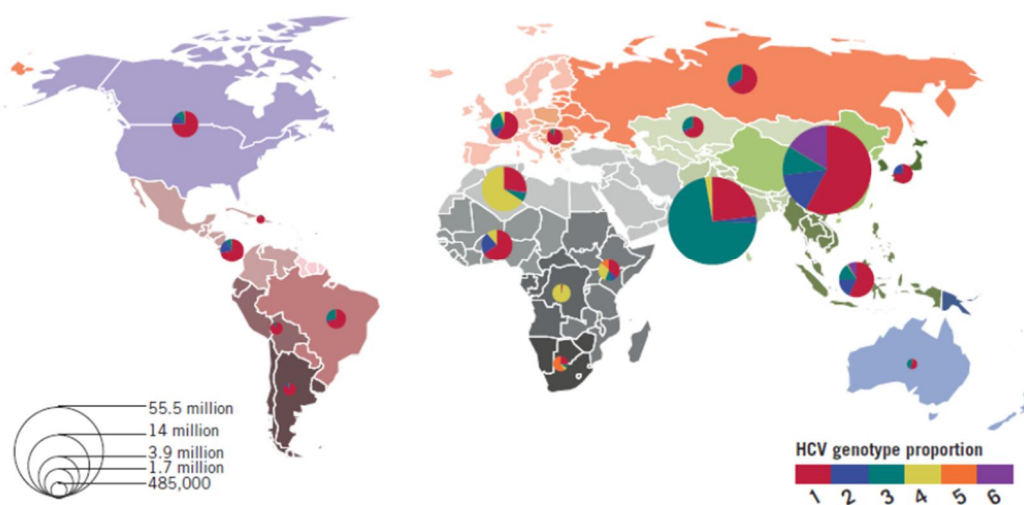 55.5 million
14 million
3.9 million
1.7 million
485,000
HCV genotype proportion
1 2 3 4 5 6